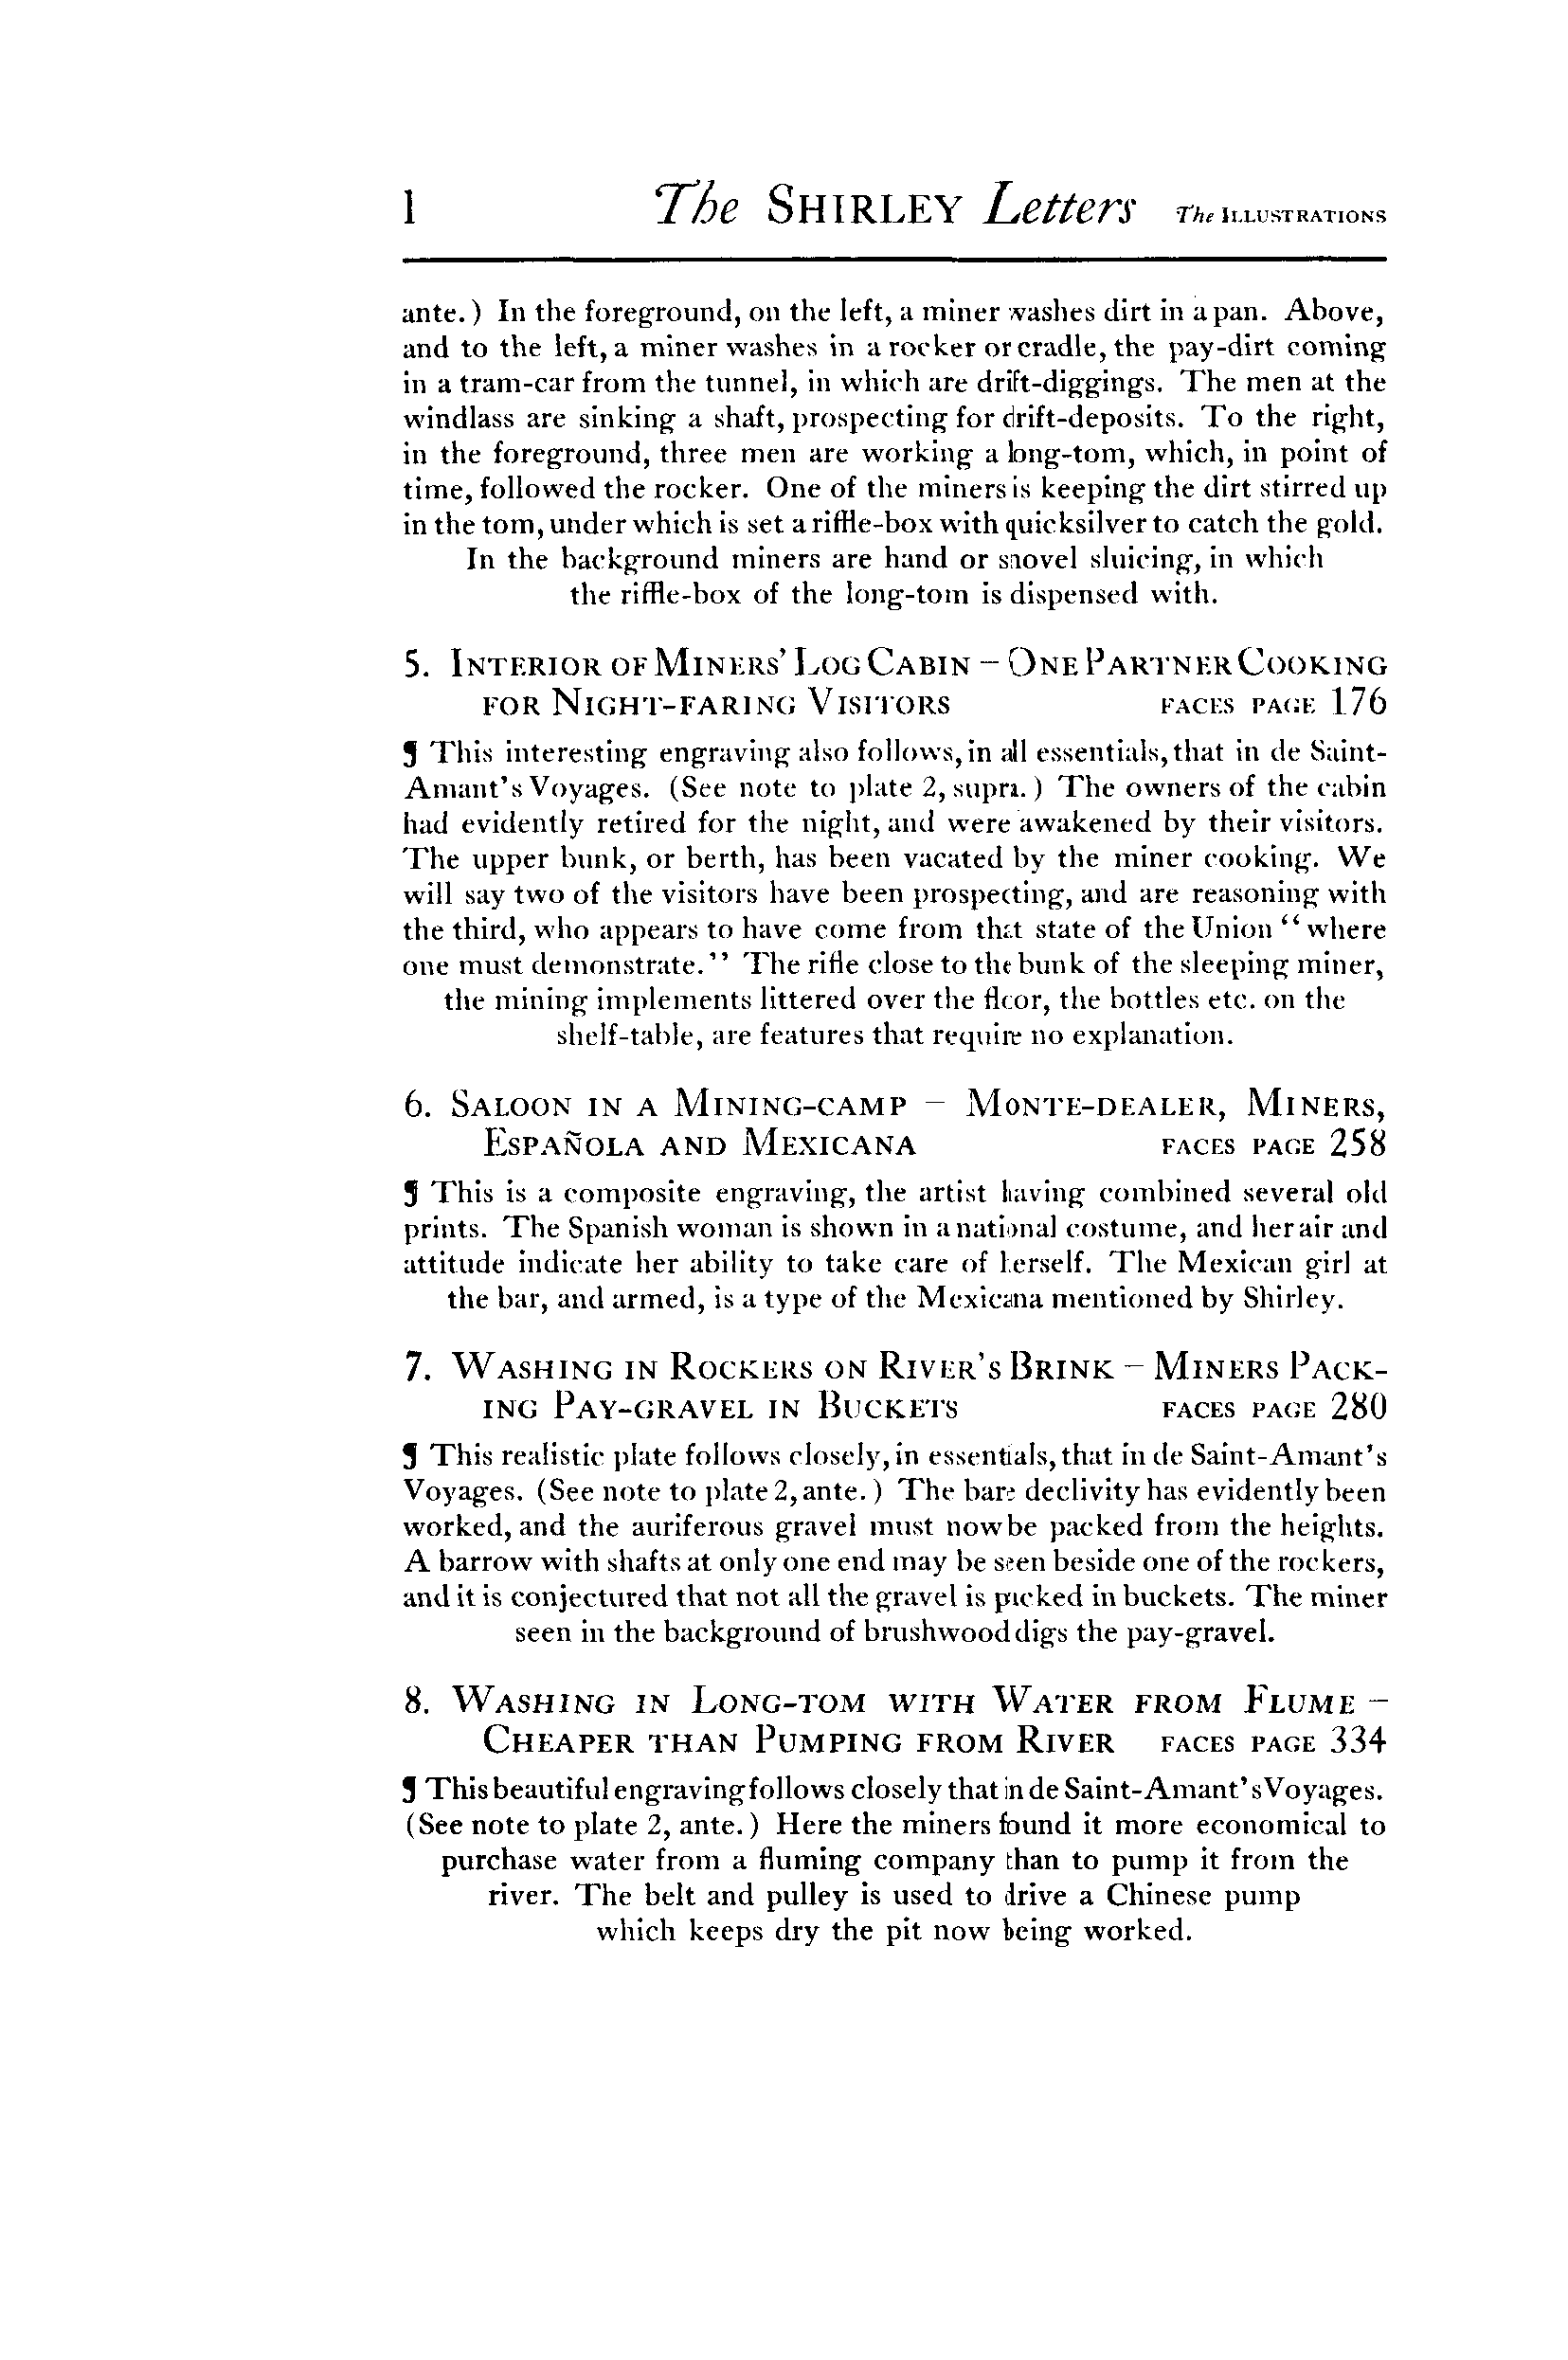 l The SHIRLEY Letters The ILLUSTRATIONS
ante.) In the foreground, on the left, a miner washes dirt in a pan. Above,
and to the left, a miner washes in a rocker or cradle, the pay-dirt coming
in a tram-car from the tunnel, in which are drift-diggings. The men at the
windlass are sinking a shaft, prospecting for drift-deposits. To the right,
in the foreground, three men are working a long-tom, which, in point of
time, followed the rocker. One of the miners is keeping the dirt stirred up
in the tom, under which is set a riffle-box with quicksilver to catch the gold.
In the background miners are hand or shovel sluicing, in which
the riffle-box of the long-tom is dispensed with.
5. INTERIOR OF MINERS' LOG CABIN – ONE PARTNER COOKING
FOR NIGHT-FARING VISITORS FACES PAGE 176
¶ This interesting engraving also follows, in all essentials, that in de Saint-
Amant's Voyages. (See note to plate 2, supra.) The owners of the cabin
had evidently retired for the night, and were awakened by their visitors.
The upper bunk, or berth, has been vacated by the miner cooking. We
will say two of the visitors have been prospecting, and are reasoning with
the third, who appears to have come from that state of the Union "where
one must demonstrate." The rifle close to the bunk of the sleeping miner,
the mining implements littered over the floor, the bottles etc. on the
shelf-table, are features that require no explanation.
6. SALOON IN A MINING-CAMP – MONTE-DEALER, MINERS,
ESPAÑOLA AND MEXICANA FACES PAGE 258
¶ This is a composite engraving, the artist having combined several old
prints. The Spanish woman is shown in a national costume, and her air and
attitude indicate her ability to take care of herself. The Mexican girl at
the bar, and armed, is a type of the Mexicana mentioned by Shirley.
7. WASHING IN ROCKERS ON RIVER'S BRINK – MINERS PACK-
ING PAY-GRAVEL IN BUCKETS FACES PAGE 280
¶ This realistic plate follows closely, in essentials, that in de Saint-Amant's
Voyages. (See note to plate 2, ante.) The bare declivity has evidently been
worked, and the auriferous gravel must now be packed from the heights.
A barrow with shafts at only one end may be seen beside one of the rockers,
and it is conjectured that not all the gravel is packed in buckets. The miner
seen in the background of brushwood digs the pay-gravel.
8. WASHING IN LONG-TOM WITH WATER FROM FLUME –
CHEAPER THAN PUMPING FROM RIVER FACES PAGE 334
¶ This beautiful engraving follows closely that in de Saint-Amant's Voyages.
(See note to plate 2, ante.) Here the miners found it more economical to
purchase water from a fluming company than to pump it from the
river. The belt and pulley is used to drive a Chinese pump
which keeps dry the pit now being worked.